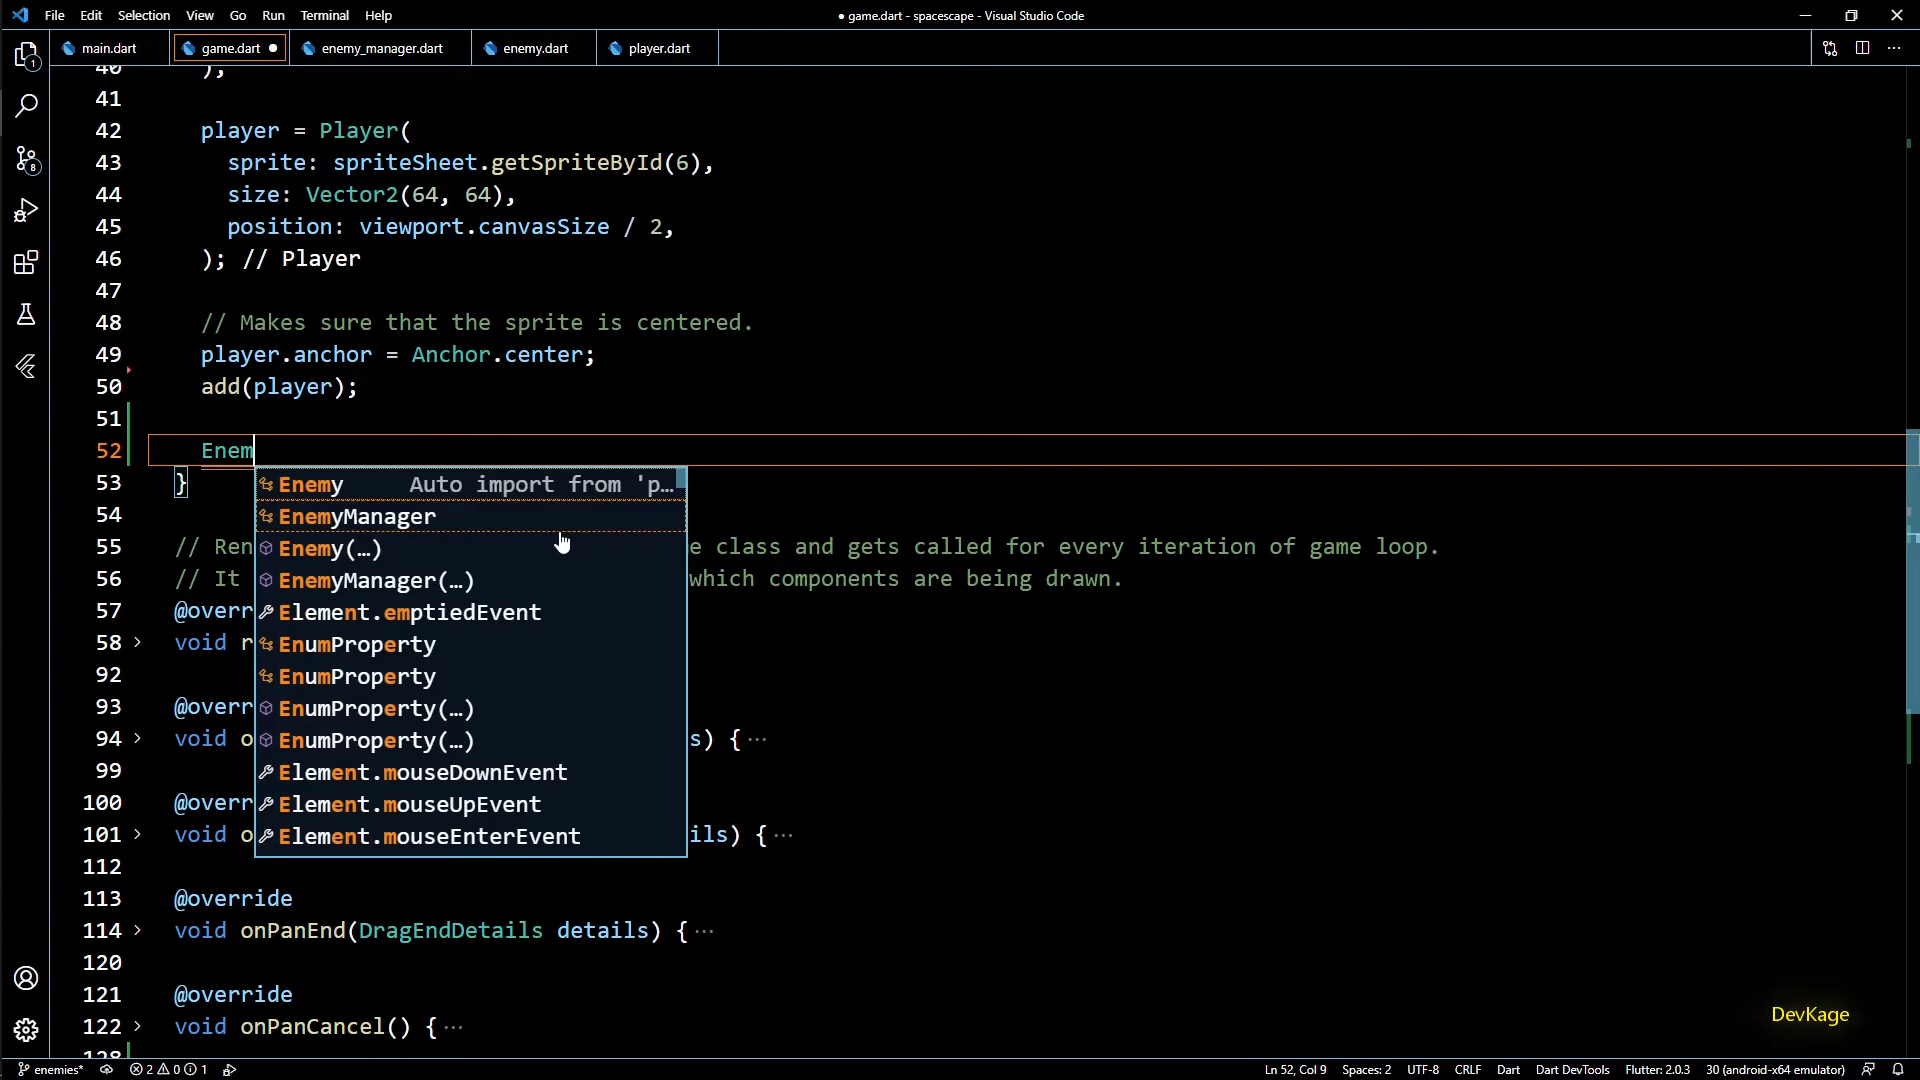 File Edit Selection View Go Run Terminal Help
● game.dart - spacescape - Visual Studio Code
main.dart game.dart ● enemy_manager.dart enemy.dart player.dart
40 );
41
42 player = Player(
43 sprite: spriteSheet.getSpriteById(6),
44 size: Vector2(64, 64),
45 position: viewport.canvasSize / 2,
46 ); // Player
47
48 // Makes sure that the sprite is centered.
49 player.anchor = Anchor.center;
50 add(player);
51
52 Enem
Enemy Auto import from 'p...
EnemyManager
Enemy(…)
EnemyManager(…)
Element.emptiedEvent
EnumProperty
EnumProperty
EnumProperty(…)
EnumProperty(…)
Element.mouseDownEvent
Element.mouseUpEvent
Element.mouseEnterEvent
53 }
54
55 // Ren e class and gets called for every iteration of game loop.
56 // It which components are being drawn.
57 @overr
58 > void r
92
93 @overr
94 > void o s) { ···
99
100 @overr
101 > void o ils) { ···
112
113 @override
114 > void onPanEnd(DragEndDetails details) { ···
120
121 @override
122 > void onPanCancel() { ···
128
DevKage
1
8
enemies* 2 0 1
Ln 52, Col 9 Spaces: 2 UTF-8 CRLF Dart Dart DevTools Flutter: 2.0.3 30 (android-x64 emulator)